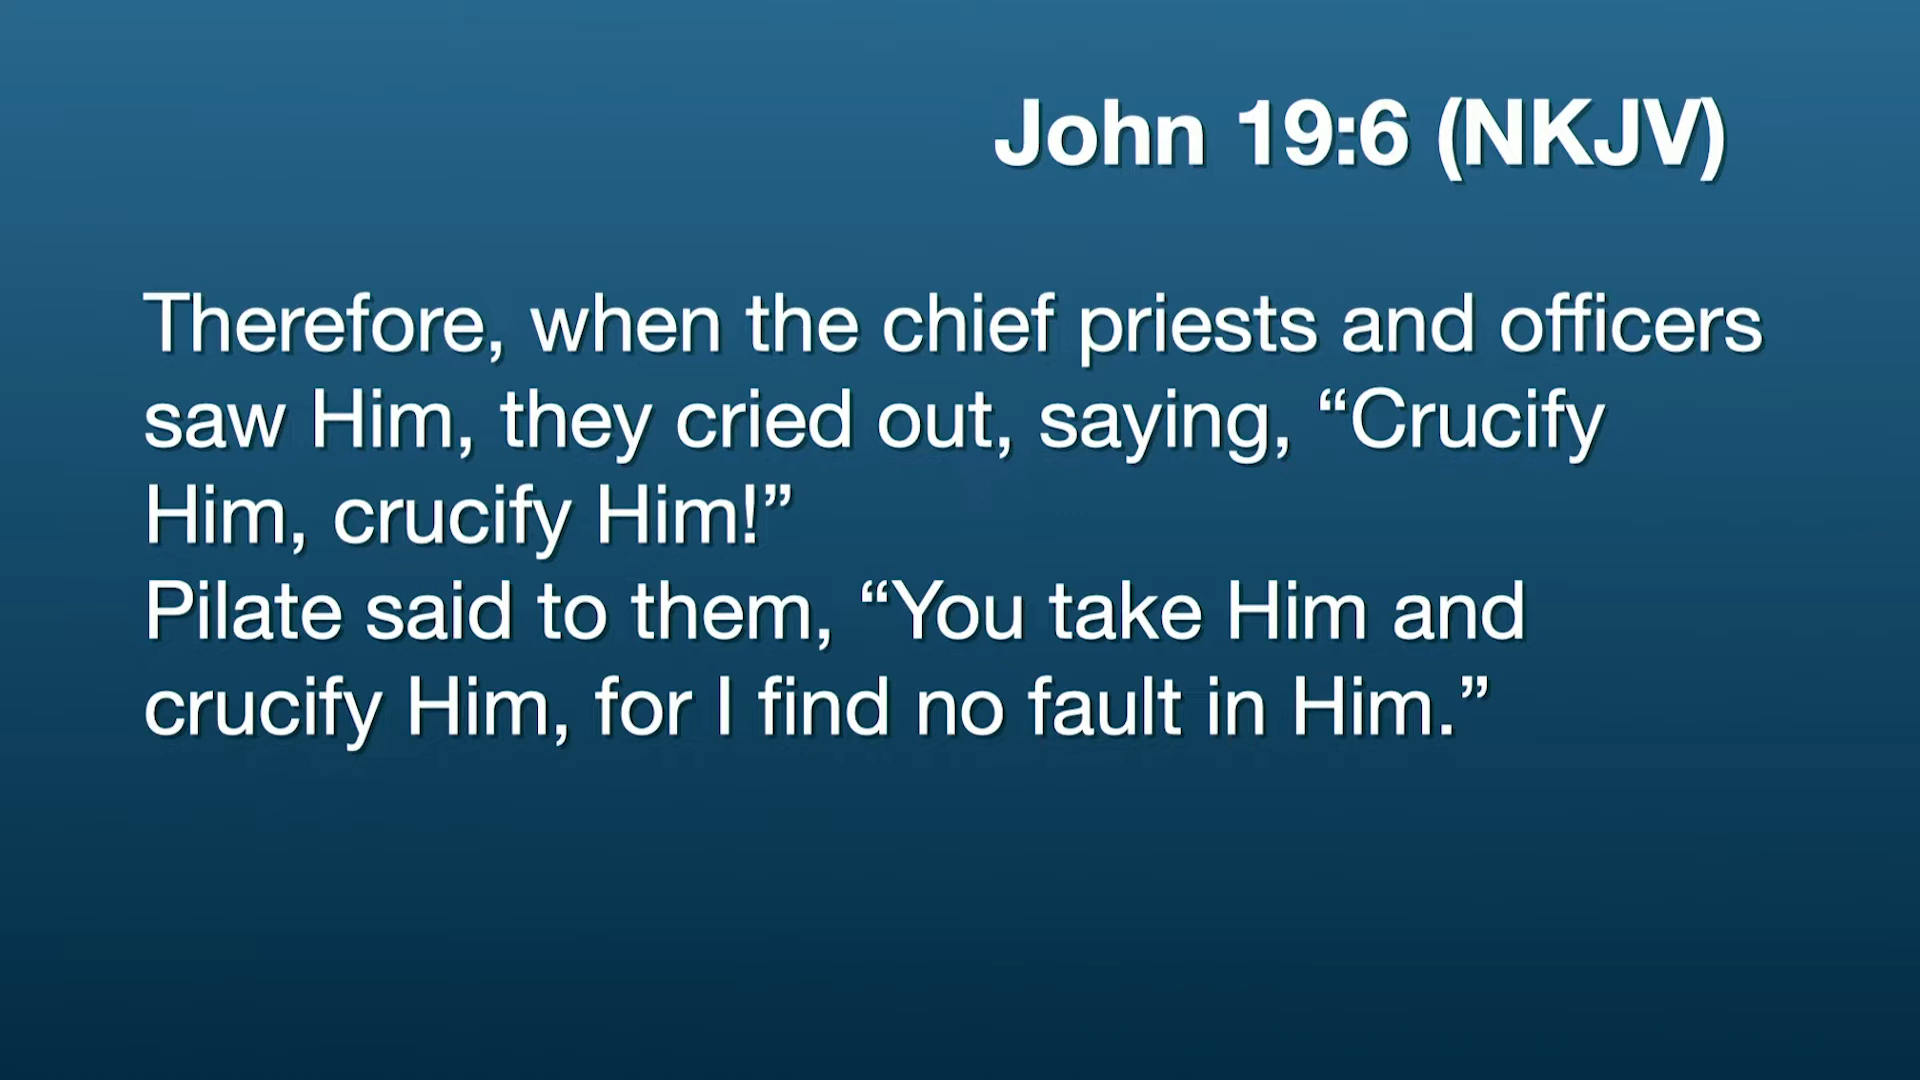 John 19:6 (NKJV)
Therefore, when the chief priests and officers
saw Him, they cried out, saying, “Crucify
Him, crucify Him!”
Pilate said to them, “You take Him and
crucify Him, for I find no fault in Him.”